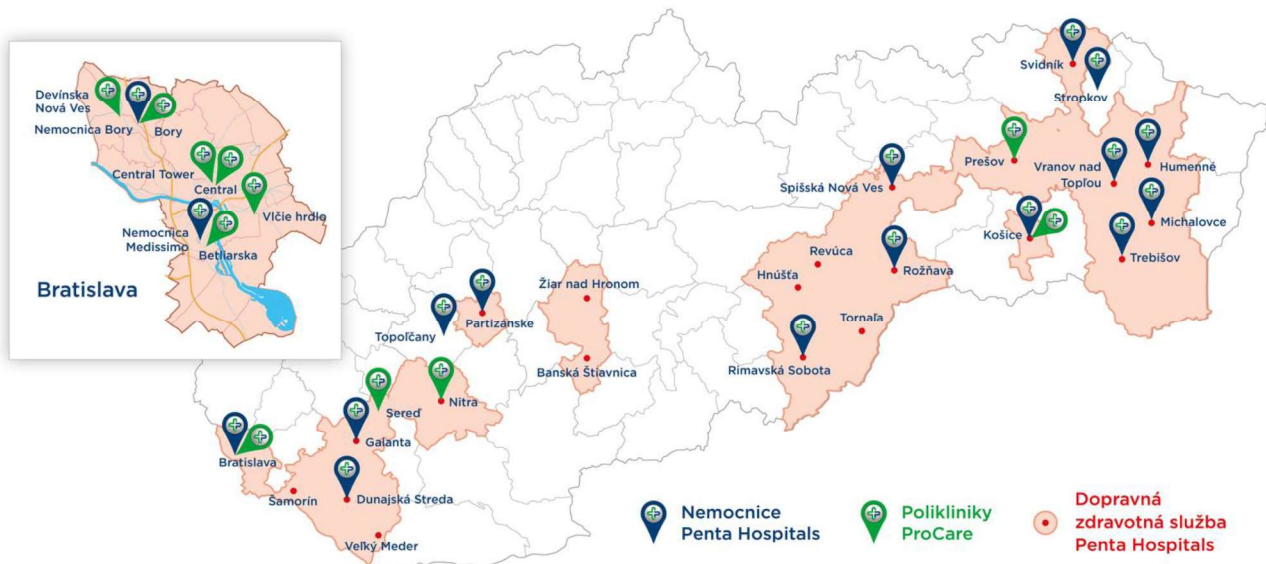 Devínska
Nová Ves
Nemocnica Bory
Bory
Central Tower
Central
Vlčie hrdlo
Nemocnica
Medissimo
Betliarska
Bratislava
Svidník
Stropkov
Prešov
Vranov nad
Topľou
Humenné
Spišská Nová Ves
Michalovce
Košice
Trebišov
Revúca
Rožňava
Hnúšťa
Žiar nad Hronom
Tornaľa
Partizánske
Topoľčany
Rimavská Sobota
Banská Štiavnica
Nitra
Sereď
Galanta
Bratislava
Šamorín
Dunajská Streda
Veľký Meder
Nemocnice
Penta Hospitals
Polikliniky
ProCare
Dopravná
zdravotná služba
Penta Hospitals